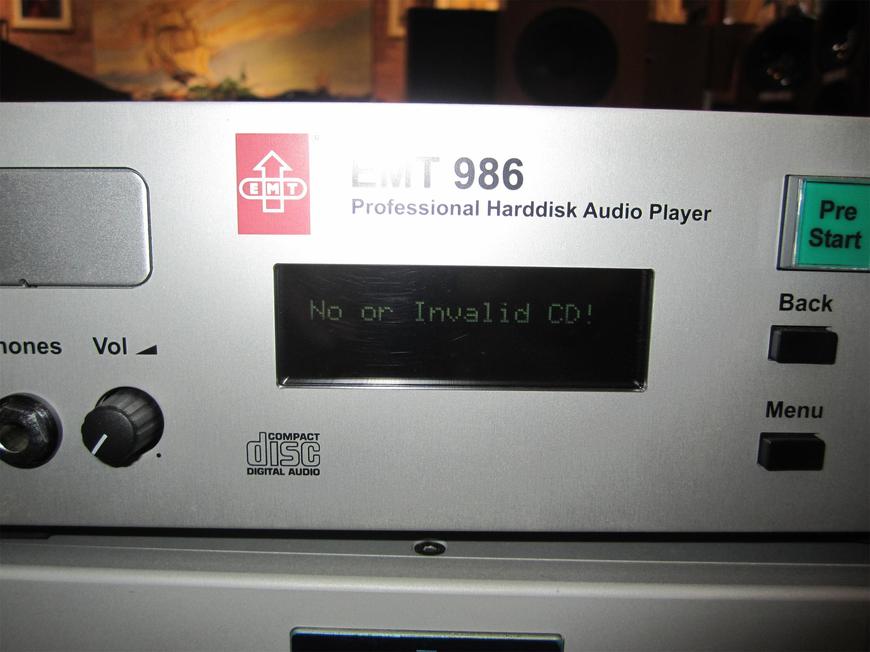 EMT
EMT 986
Professional Harddisk Audio Player
Pre
Start
No or Invalid CD!
Back
hones
Vol
Menu
COMPACT
disc
DIGITAL AUDIO